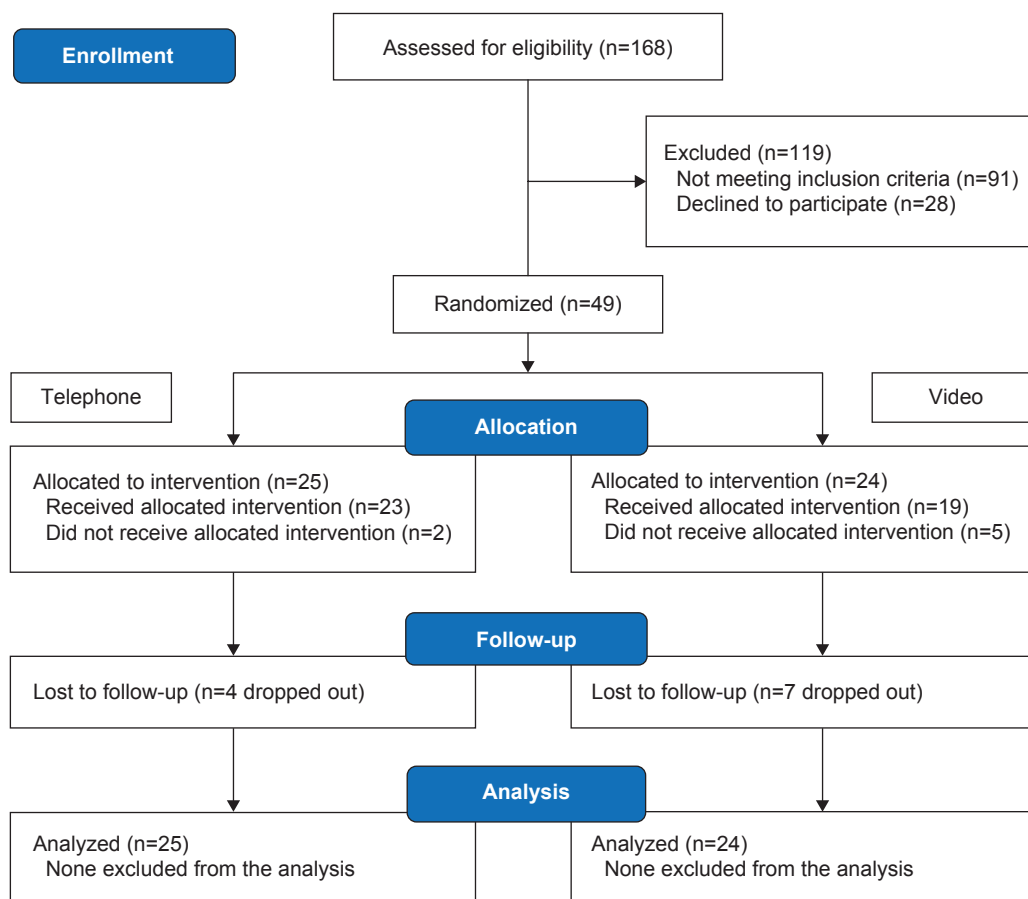 Enrollment
Assessed for eligibility (n=168)
Excluded (n=119)
Not meeting inclusion criteria (n=91)
Declined to participate (n=28)
Randomized (n=49)
Telephone
Video
Allocation
Allocated to intervention (n=25)
Received allocated intervention (n=23)
Did not receive allocated intervention (n=2)
Allocated to intervention (n=24)
Received allocated intervention (n=19)
Did not receive allocated intervention (n=5)
Follow-up
Lost to follow-up (n=4 dropped out)
Lost to follow-up (n=7 dropped out)
Analysis
Analyzed (n=25)
None excluded from the analysis
Analyzed (n=24)
None excluded from the analysis